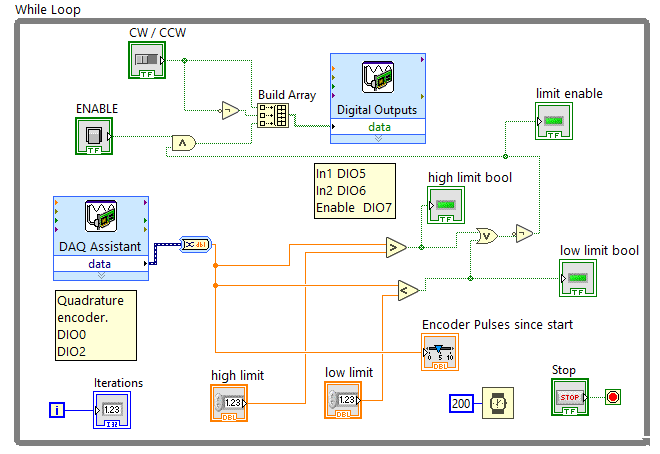 While Loop
CW / CCW
TF
ENABLE
TF
Build Array
Digital Outputs
data
limit enable
TF
In1 DIO5
In2 DIO6
Enable DIO7
high limit bool
TF
DAQ Assistant
data
dbl
low limit bool
TF
Quadrature
encoder.
DIO0
DIO2
Encoder Pulses since start
0 5 10
DBL
Iterations
i
1.23
I32
high limit
1.23
DBL
low limit
1.23
DBL
200
Stop
STOP
TF